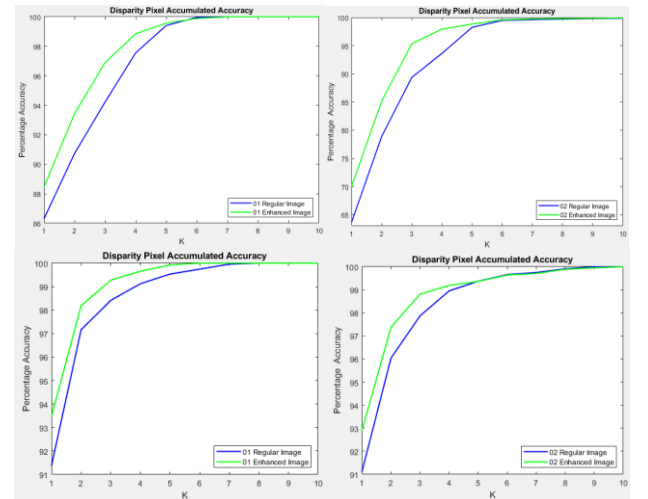 Disparity Pixel Accumulated Accuracy
Percentage Accuracy
100
98
96
94
92
90
88
86
1 2 3 4 5 6 7 8 9 10
K
01 Regular Image
01 Enhanced Image
Disparity Pixel Accumulated Accuracy
Percentage Accuracy
100
95
90
85
80
75
70
65
1 2 3 4 5 6 7 8 9 10
K
02 Regular Image
02 Enhanced Image
Disparity Pixel Accumulated Accuracy
Percentage Accuracy
100
99
98
97
96
95
94
93
92
91
1 2 3 4 5 6 7 8 9 10
K
01 Regular Image
01 Enhanced Image
Disparity Pixel Accumulated Accuracy
Percentage Accuracy
100
99
98
97
96
95
94
93
92
91
1 2 3 4 5 6 7 8 9 10
K
02 Regular Image
02 Enhanced Image